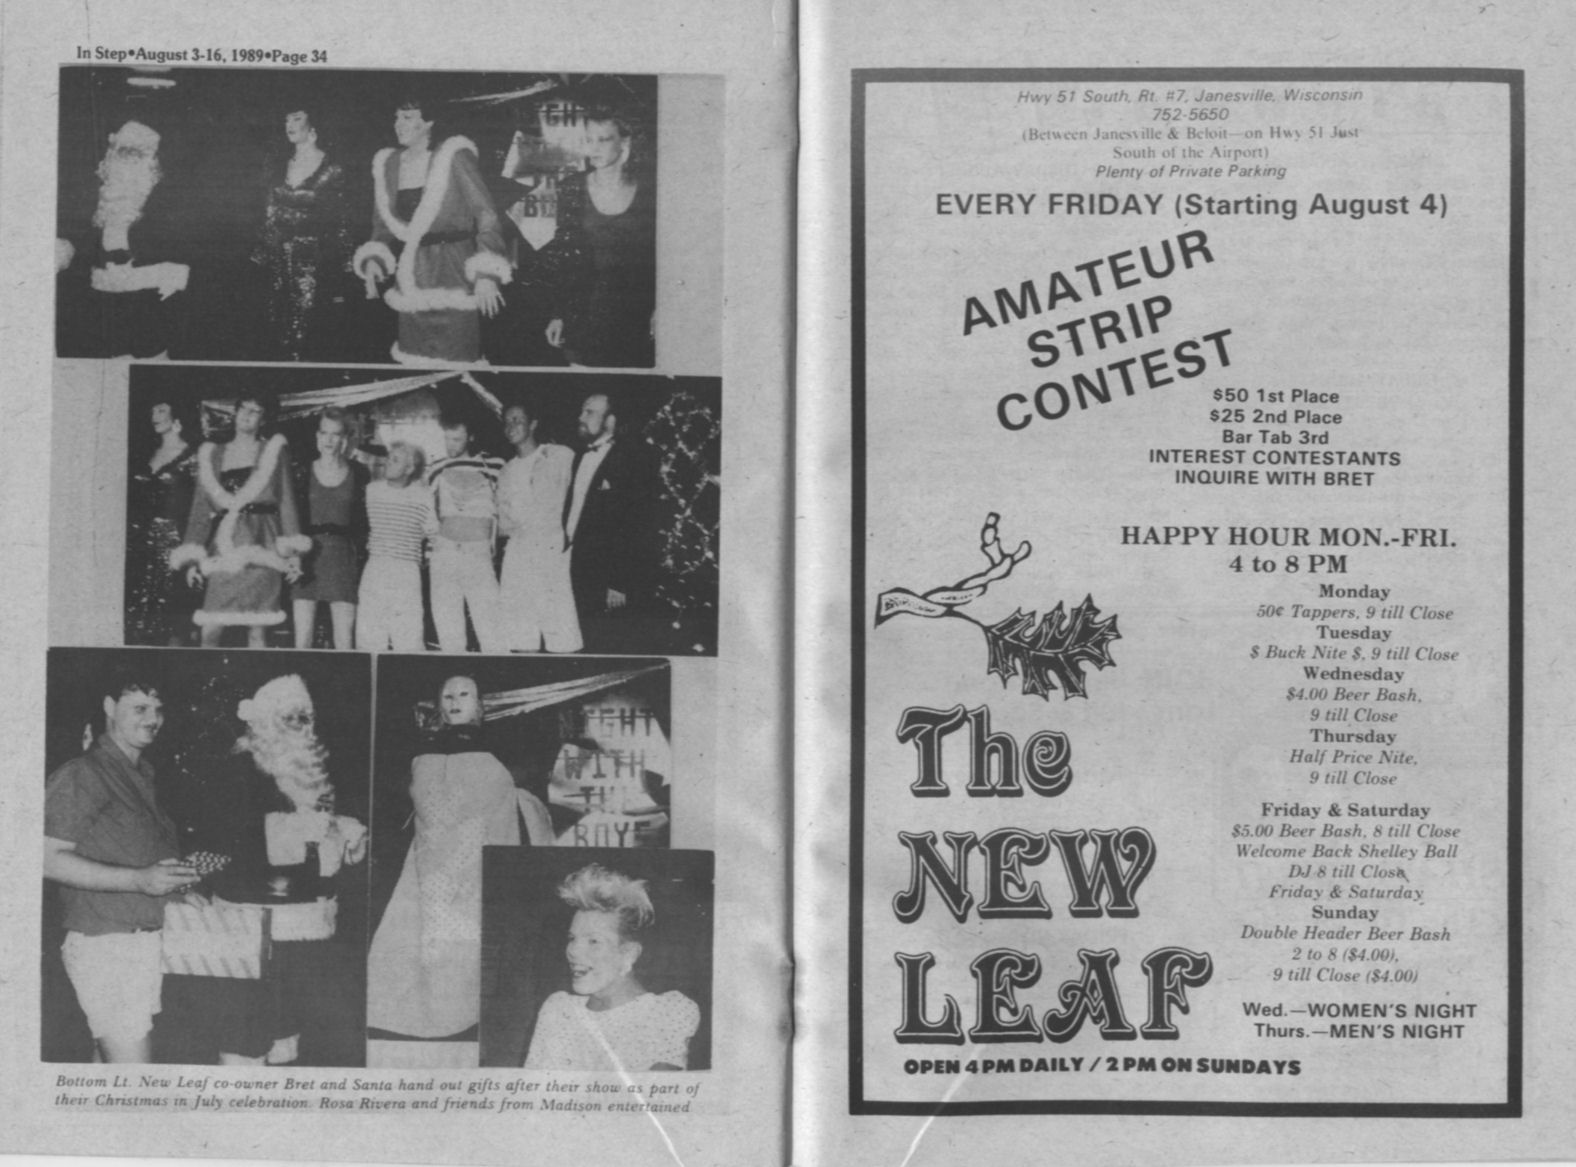 In Step•August 3-16, 1989•Page 34
NIGHT
WITH
THE
BOYS
Bottom Lt. New Leaf co-owner Bret and Santa hand out gifts after their show as part of
their Christmas in July celebration. Rosa Rivera and friends from Madison entertained
Hwy 51 South, Rt. #7, Janesville, Wisconsin
752-5650
(Between Janesville & Beloit—on Hwy 51 Just
South of the Airport)
Plenty of Private Parking
EVERY FRIDAY (Starting August 4)
AMATEUR
STRIP
CONTEST
$50 1st Place
$25 2nd Place
Bar Tab 3rd
INTEREST CONTESTANTS
INQUIRE WITH BRET
HAPPY HOUR MON.-FRI.
4 to 8 PM
Monday
50¢ Tappers, 9 till Close
Tuesday
$ Buck Nite $, 9 till Close
Wednesday
$4.00 Beer Bash,
9 till Close
Thursday
Half Price Nite,
9 till Close
Friday & Saturday
$5.00 Beer Bash, 8 till Close
Welcome Back Shelley Ball
DJ 8 till Close
Friday & Saturday
Sunday
Double Header Beer Bash
2 to 8 ($4.00),
9 till Close ($4.00)
Wed.—WOMEN'S NIGHT
Thurs.—MEN'S NIGHT
The
NEW
LEAF
OPEN 4 PM DAILY / 2 PM ON SUNDAYS